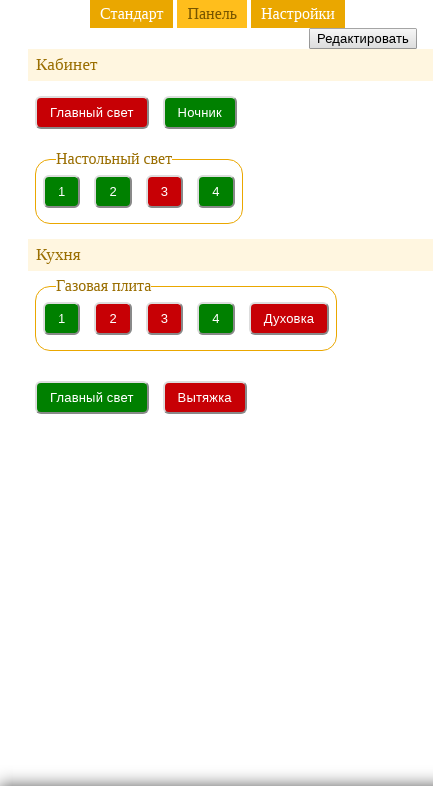 Стандарт Панель Настройки
Редактировать
Кабинет
Главный свет Ночник
Настольный свет
1 2 3 4
Кухня
Газовая плита
1 2 3 4 Духовка
Главный свет Вытяжка